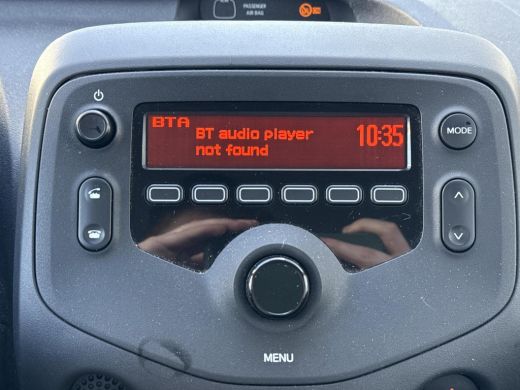 PASSENGER
AIR BAG
BTA
BT audio player
not found
10:35
MODE
MENU